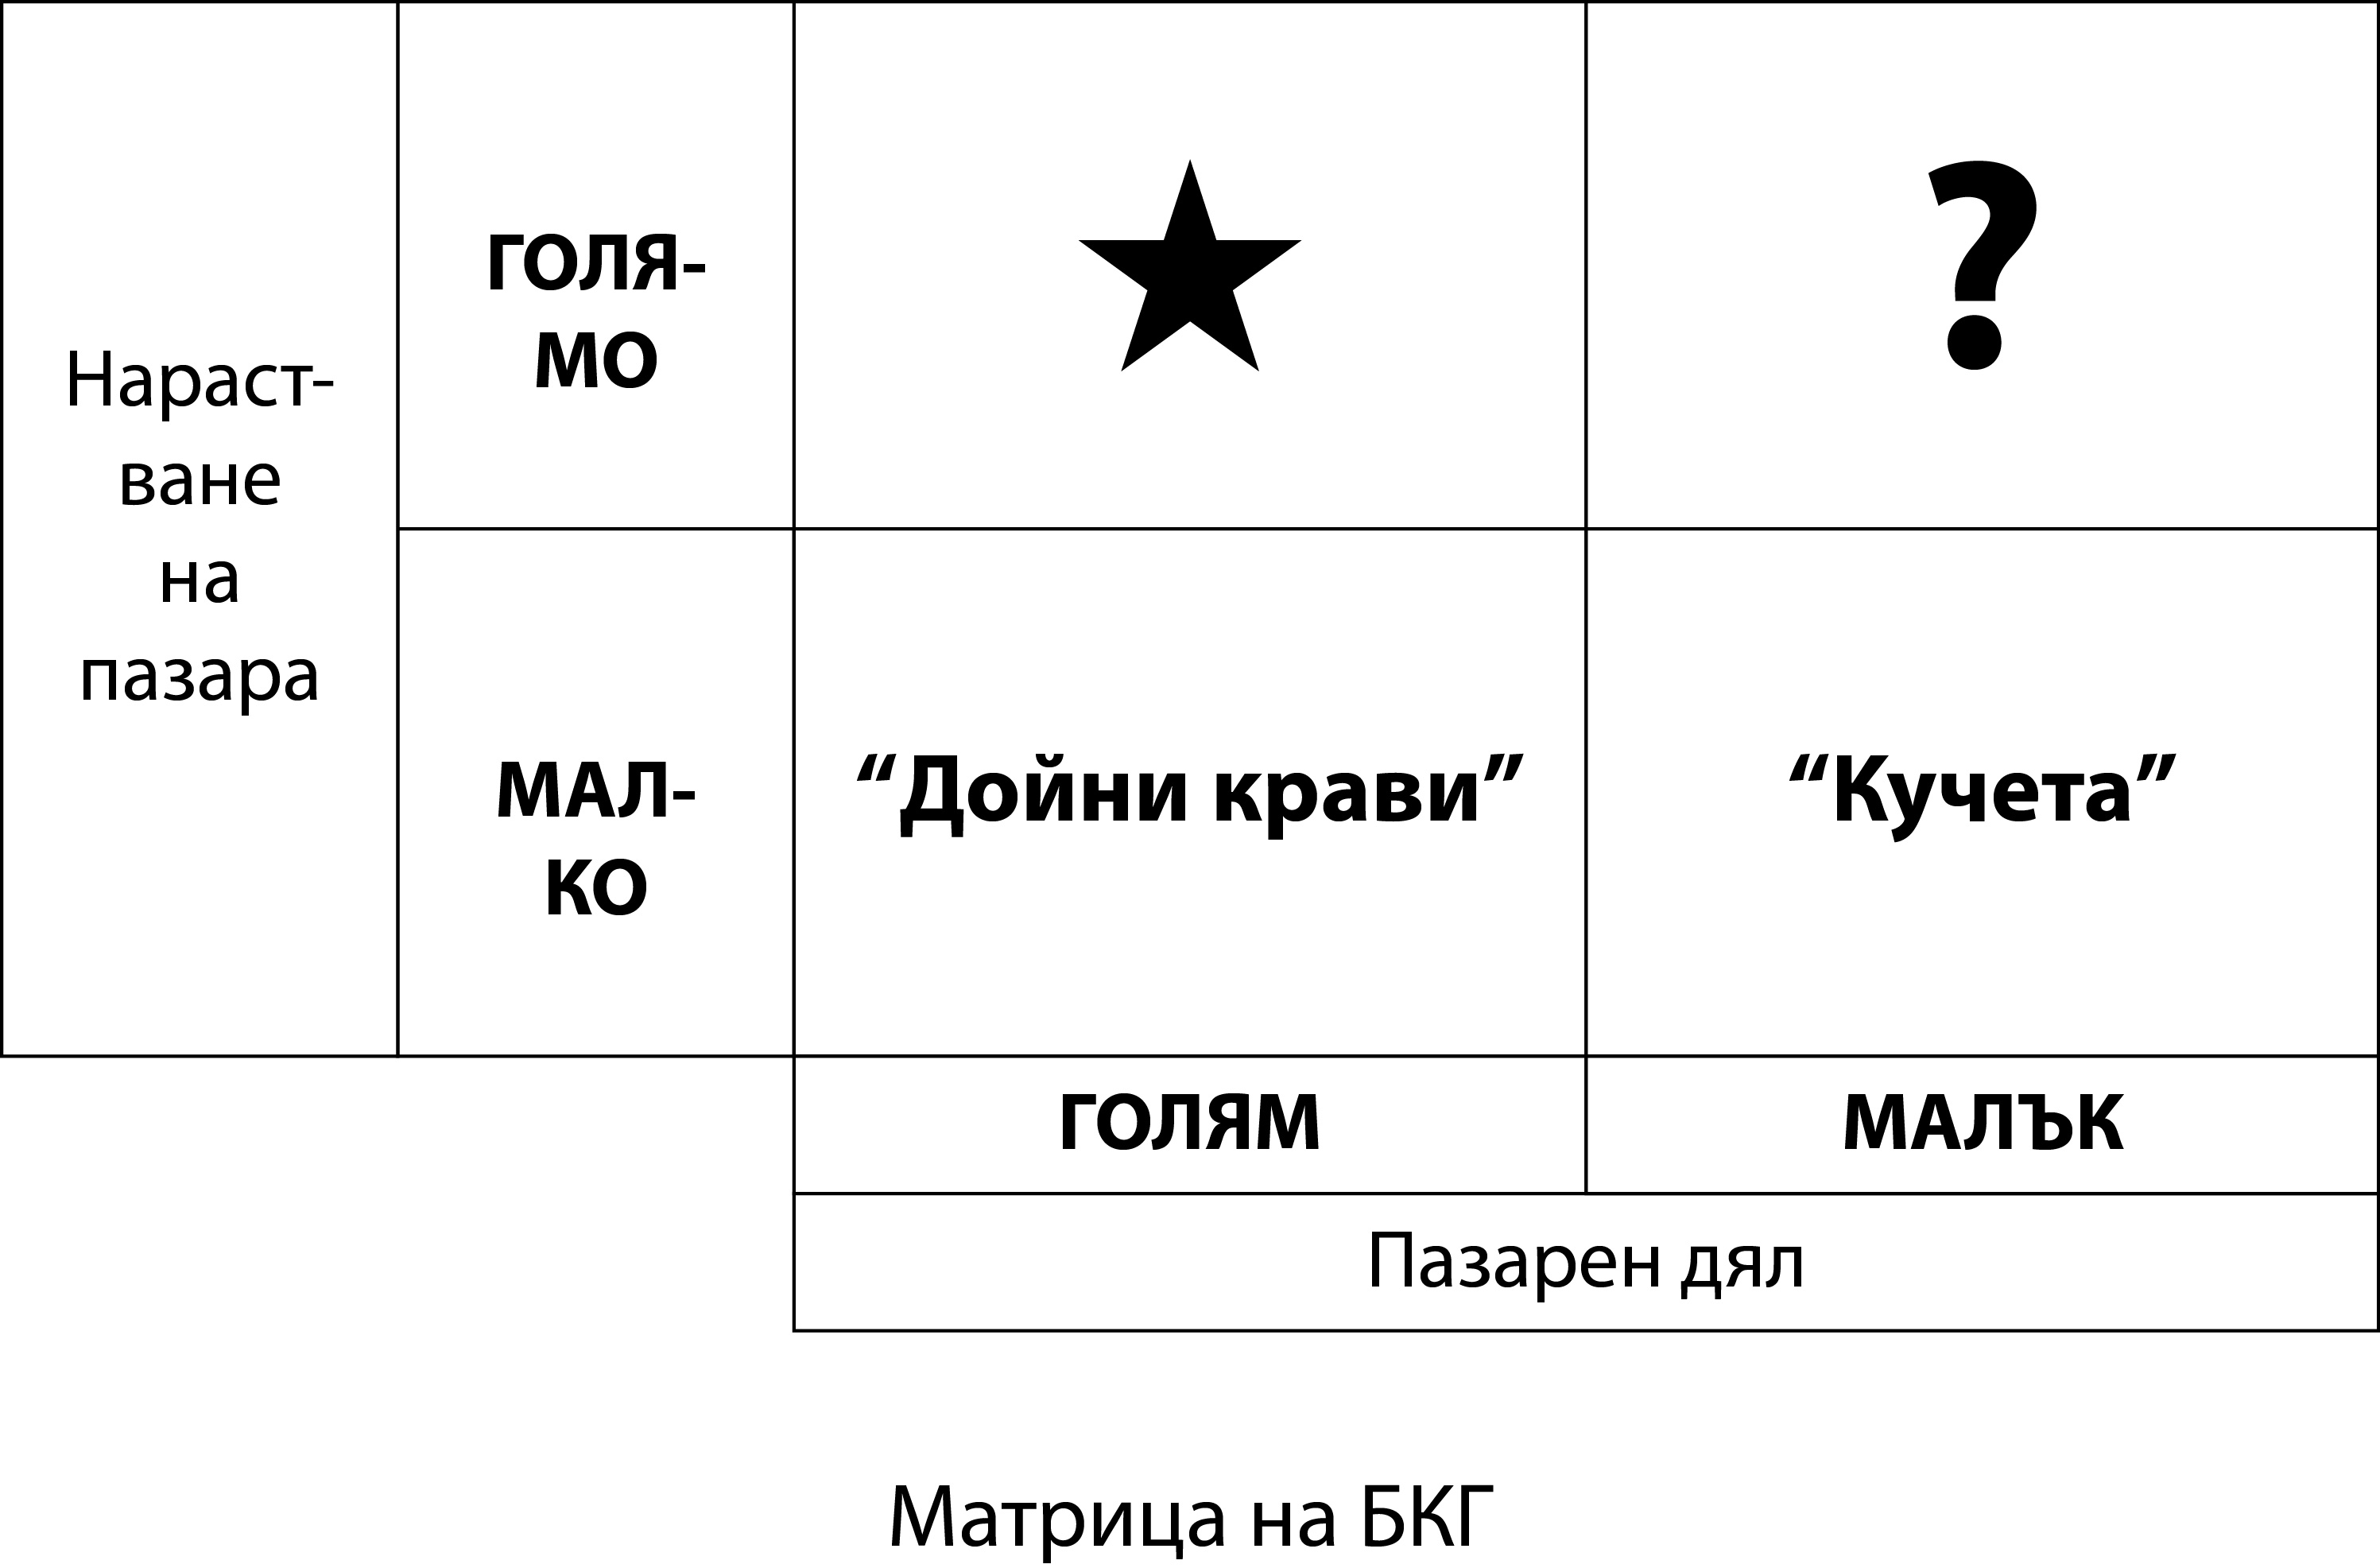 Нараст-
ване
на
пазара
ГОЛЯ-
МО
?
МАЛ-
КО
“Дойни крави”
“Кучета”
ГОЛЯМ
МАЛЪК
Пазарен дял
Матрица на БКГ